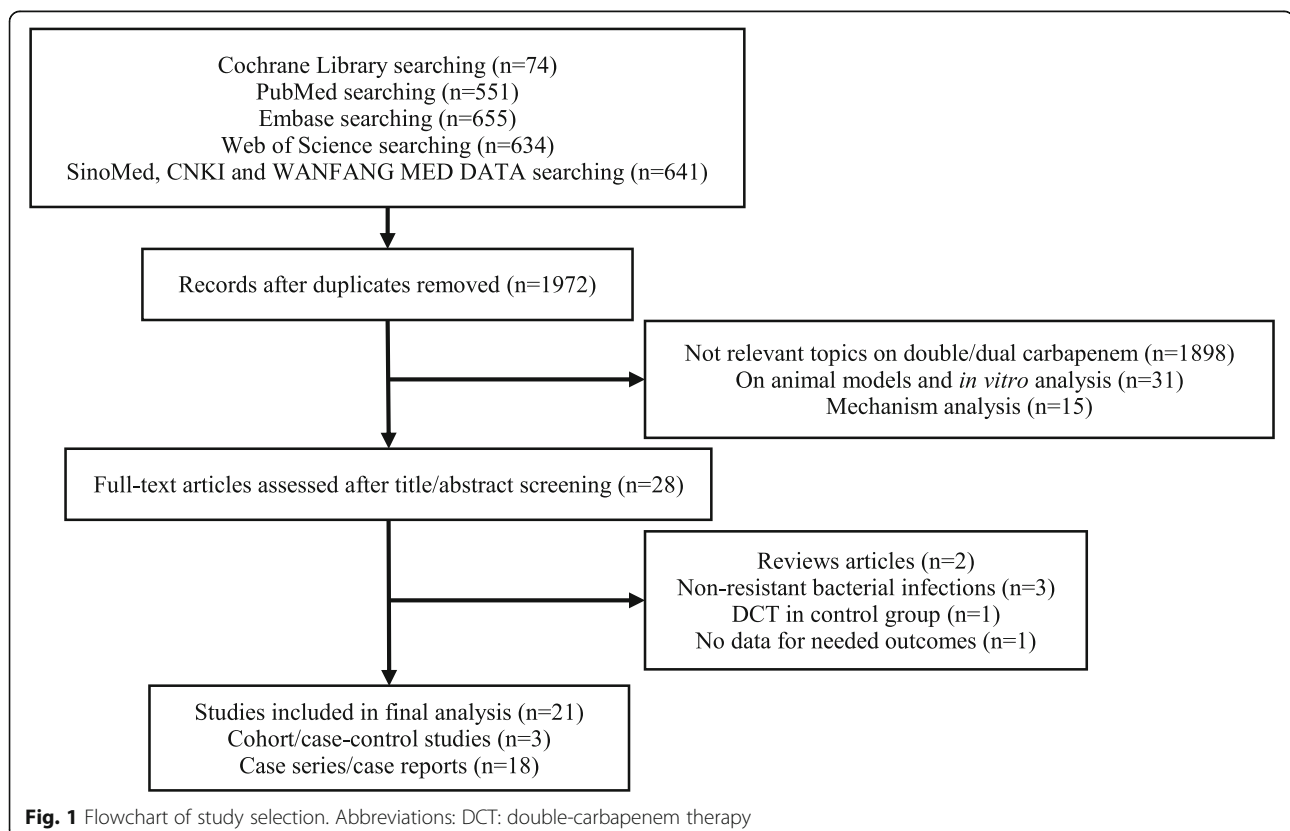 Cochrane Library searching (n=74)
PubMed searching (n=551)
Embase searching (n=655)
Web of Science searching (n=634)
SinoMed, CNKI and WANFANG MED DATA searching (n=641)
Records after duplicates removed (n=1972)
Not relevant topics on double/dual carbapenem (n=1898)
On animal models and in vitro analysis (n=31)
Mechanism analysis (n=15)
Full-text articles assessed after title/abstract screening (n=28)
Reviews articles (n=2)
Non-resistant bacterial infections (n=3)
DCT in control group (n=1)
No data for needed outcomes (n=1)
Studies included in final analysis (n=21)
Cohort/case-control studies (n=3)
Case series/case reports (n=18)
Fig. 1 Flowchart of study selection. Abbreviations: DCT: double-carbapenem therapy